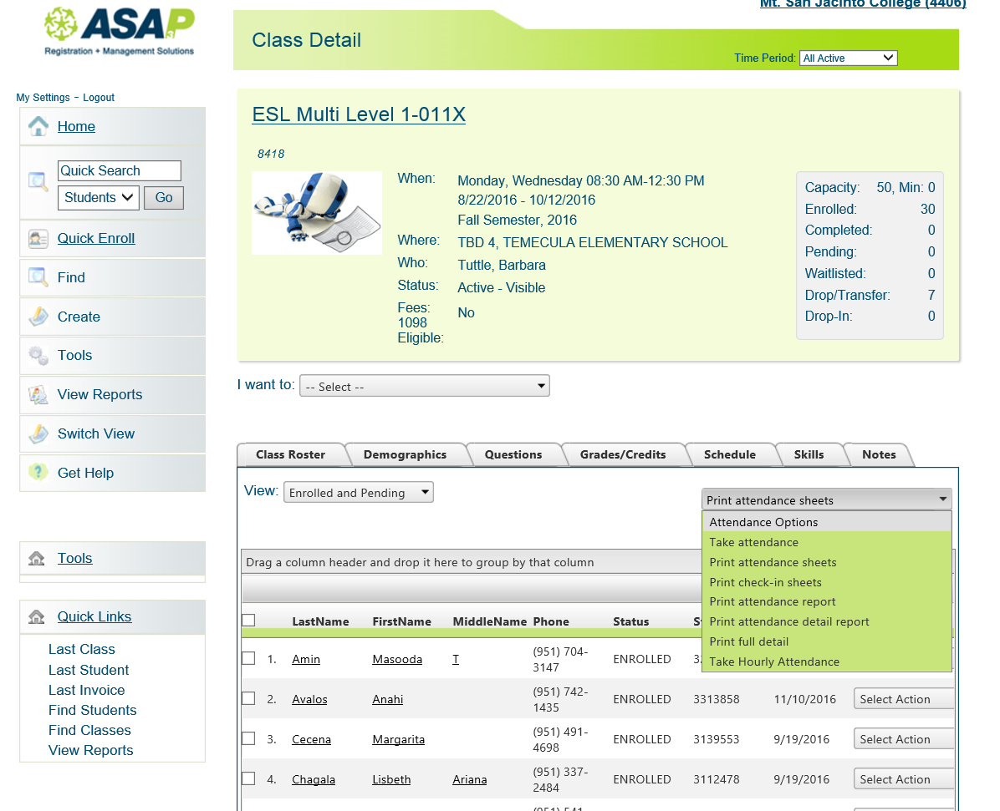 Mt. San Jacinto College (4406)
ASAP
3
Registration + Management Solutions
Class Detail
Time Period: All Active
My Settings - Logout
Home
Quick Search
Students Go
Quick Enroll
Find
Create
Tools
View Reports
Switch View
Get Help
Tools
Quick Links
Last Class
Last Student
Last Invoice
Find Students
Find Classes
View Reports
ESL Multi Level 1-011X
8418
When: Monday, Wednesday 08:30 AM-12:30 PM
8/22/2016 - 10/12/2016
Fall Semester, 2016
Where: TBD 4, TEMECULA ELEMENTARY SCHOOL
Who: Tuttle, Barbara
Status: Active - Visible
Fees:
1098 No
Eligible:
Capacity: 50, Min: 0
Enrolled: 30
Completed: 0
Pending: 0
Waitlisted: 0
Drop/Transfer: 7
Drop-In: 0
I want to: -- Select --
Class Roster Demographics Questions Grades/Credits Schedule Skills Notes
View: Enrolled and Pending
Print attendance sheets
Attendance Options
Take attendance
Print attendance sheets
Print check-in sheets
Print attendance report
Print attendance detail report
Print full detail
Take Hourly Attendance
Drag a column header and drop it here to group by that column
LastName FirstName MiddleName Phone Status
1. Amin Masooda T (951) 704-3147 ENROLLED
2. Avalos Anahi (951) 742-1435 ENROLLED 3313858 11/10/2016 Select Action
3. Cecena Margarita (951) 491-4698 ENROLLED 3139553 9/19/2016 Select Action
4. Chagala Lisbeth Ariana (951) 337-2484 ENROLLED 3112478 9/19/2016 Select Action